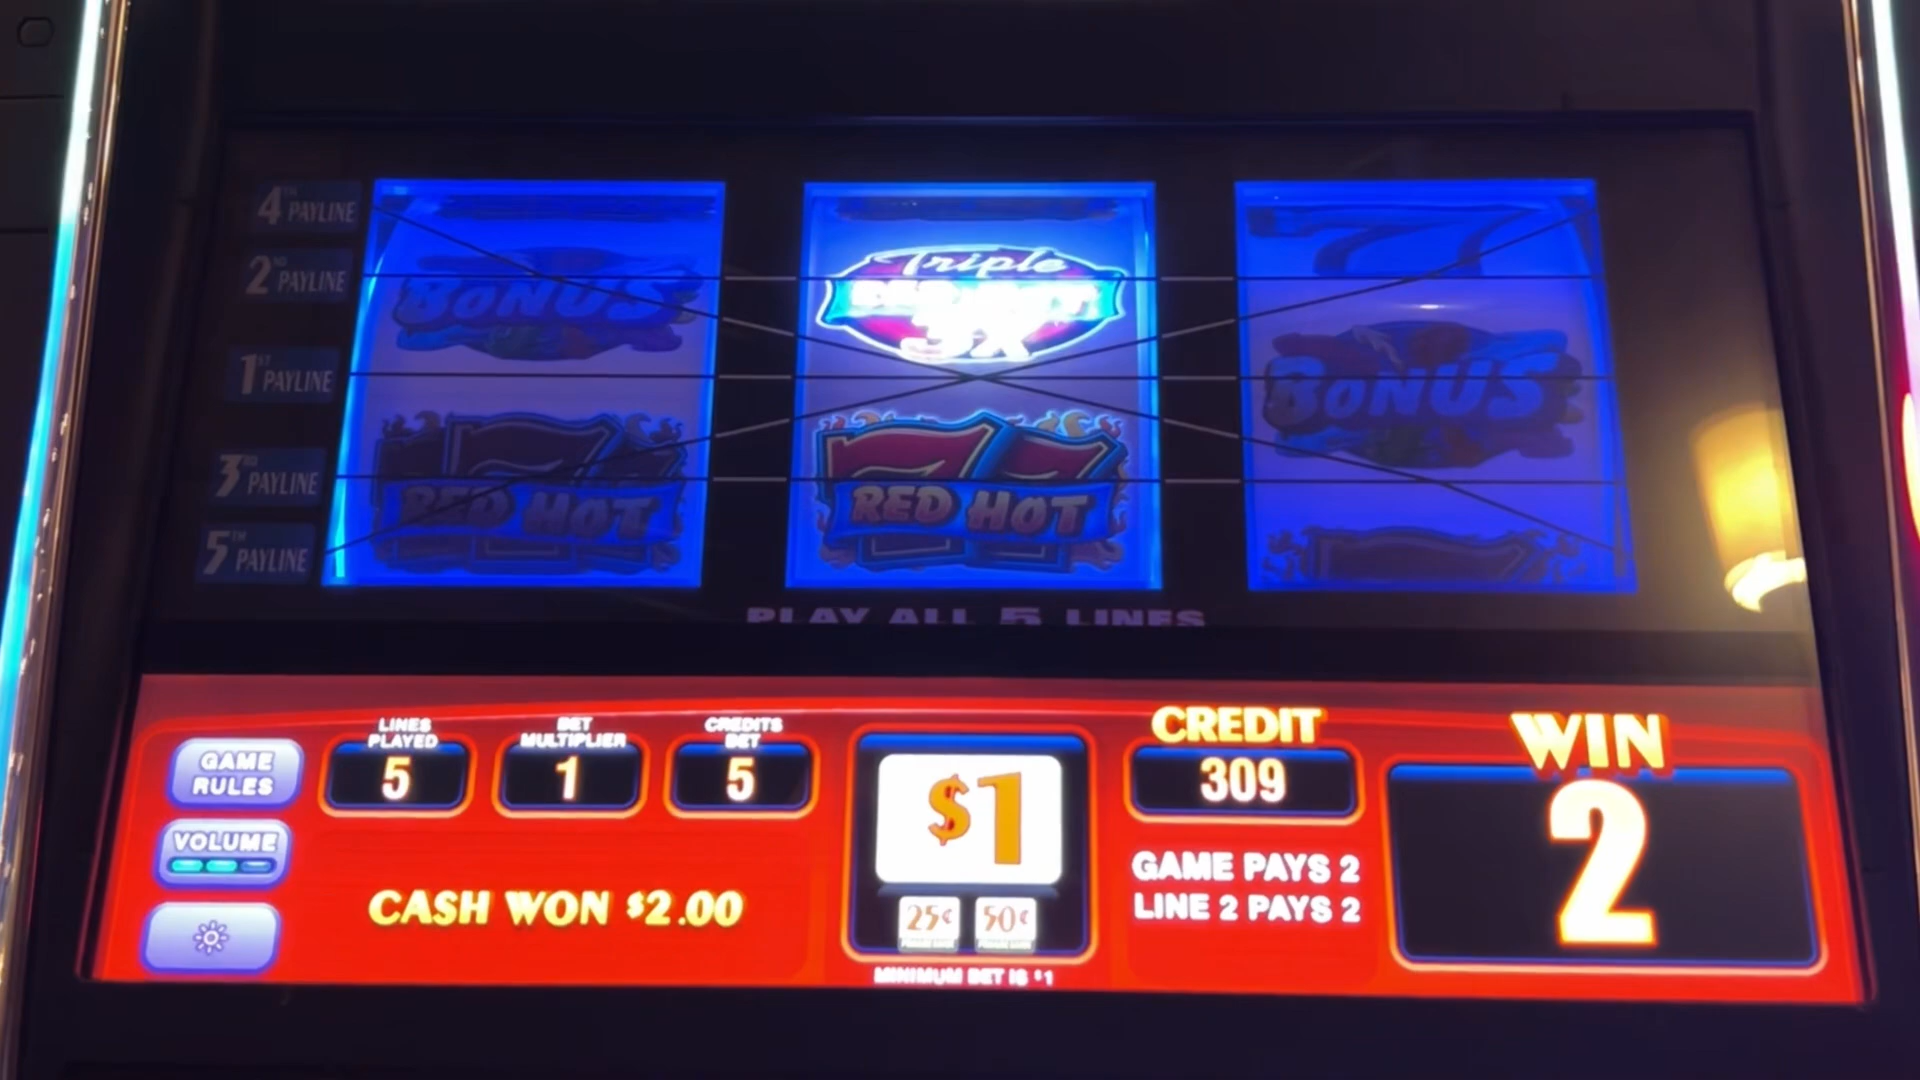 4TH PAYLINE
2ND PAYLINE
1ST PAYLINE
3RD PAYLINE
5TH PAYLINE
BONUS
Triple
RED HOT
3X
BONUS
RED HOT
RED HOT
PLAY ALL 5 LINES
GAME RULES
VOLUME
LINES PLAYED
5
BET MULTIPLIER
1
CREDITS BET
5
CASH WON $2.00
$1
25¢ 50¢
MINIMUM BET IS $1
CREDIT
309
GAME PAYS 2
LINE 2 PAYS 2
WIN
2